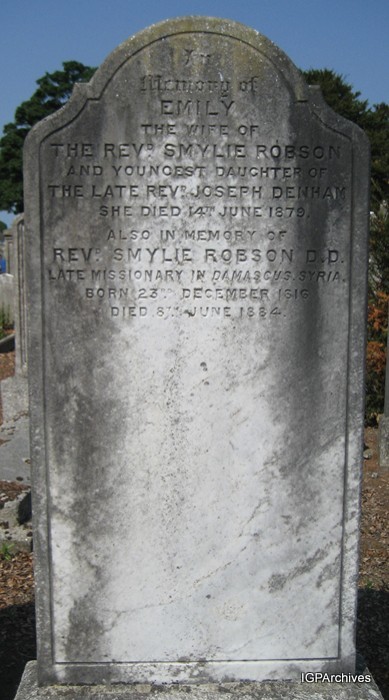 In
Memory of
EMILY
THE WIFE OF
THE REVD. SMYLIE ROBSON
AND YOUNGEST DAUGHTER OF
THE LATE REVD. JOSEPH DENHAM
SHE DIED 14TH JUNE 1879.
ALSO IN MEMORY OF
REVD. SMYLIE ROBSON D.D.
LATE MISSIONARY IN DAMASCUS, SYRIA.
BORN 23RD DECEMBER 1816
DIED 8TH JUNE 1884.
IGPArchives